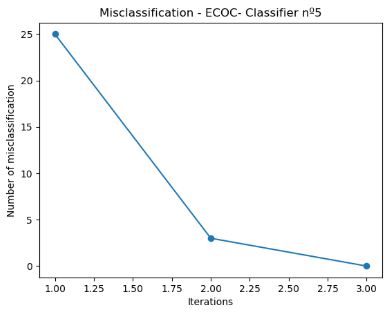 Misclassification - ECOC- Classifier nº5
Number of misclassification
25
20
15
10
5
0
1.00 1.25 1.50 1.75 2.00 2.25 2.50 2.75 3.00
Iterations